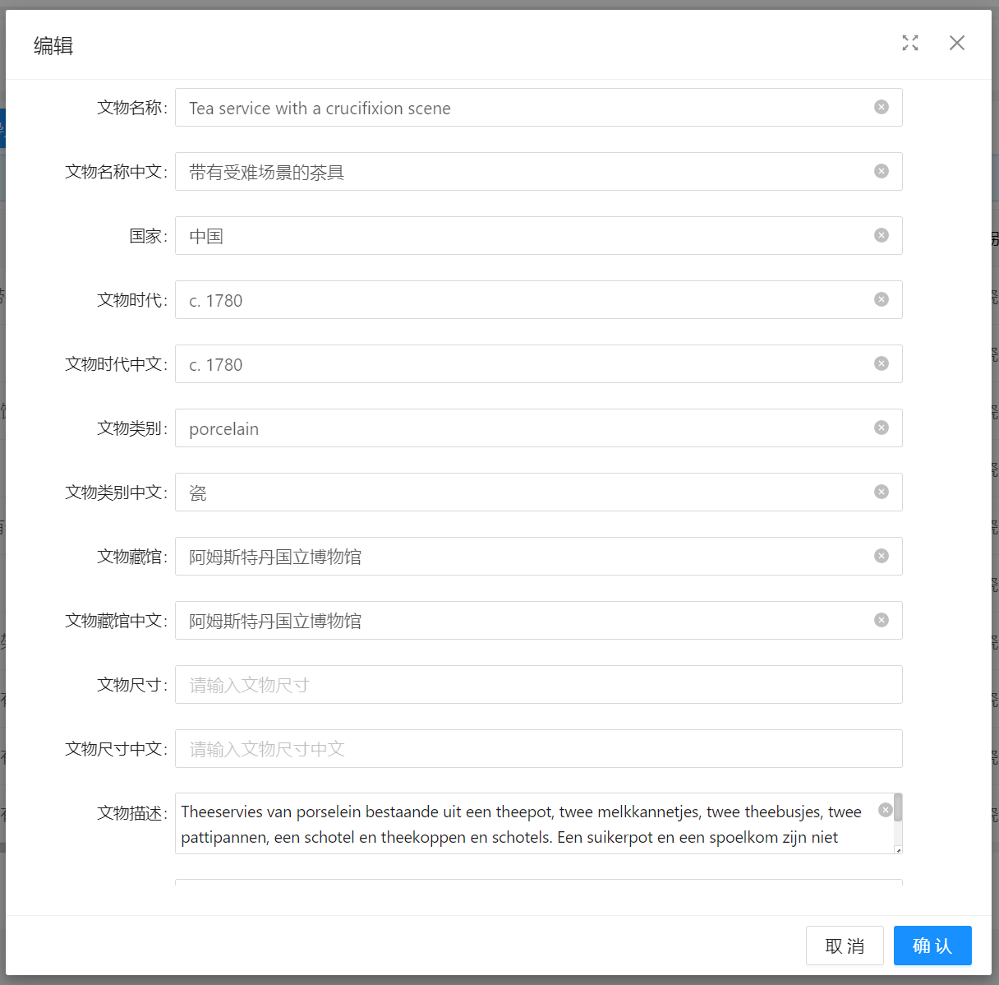 编辑
文物名称: Tea service with a crucifixion scene
文物名称中文: 带有受难场景的茶具
国家: 中国
文物时代: c. 1780
文物时代中文: c. 1780
文物类别: porcelain
文物类别中文: 瓷
文物藏馆: 阿姆斯特丹国立博物馆
文物藏馆中文: 阿姆斯特丹国立博物馆
文物尺寸: 请输入文物尺寸
文物尺寸中文: 请输入文物尺寸中文
文物描述: Theeservies van porselein bestaande uit een theepot, twee melkkannetjes, twee theebusjes, twee
pattipannen, een schotel en theekoppen en schotels. Een suikerpot en een spoelkom zijn niet
取 消 确 认